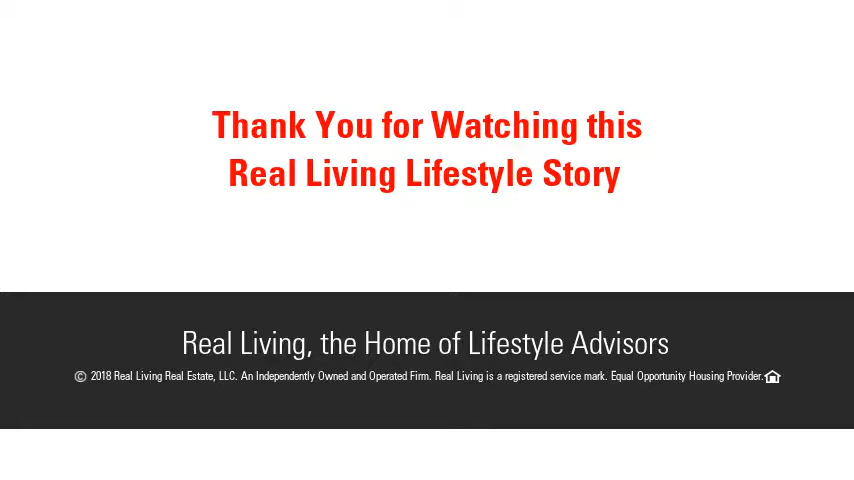 Thank You for Watching this
Real Living Lifestyle Story
Real Living, the Home of Lifestyle Advisors
© 2018 Real Living Real Estate, LLC. An Independently Owned and Operated Firm. Real Living is a registered service mark. Equal Opportunity Housing Provider.